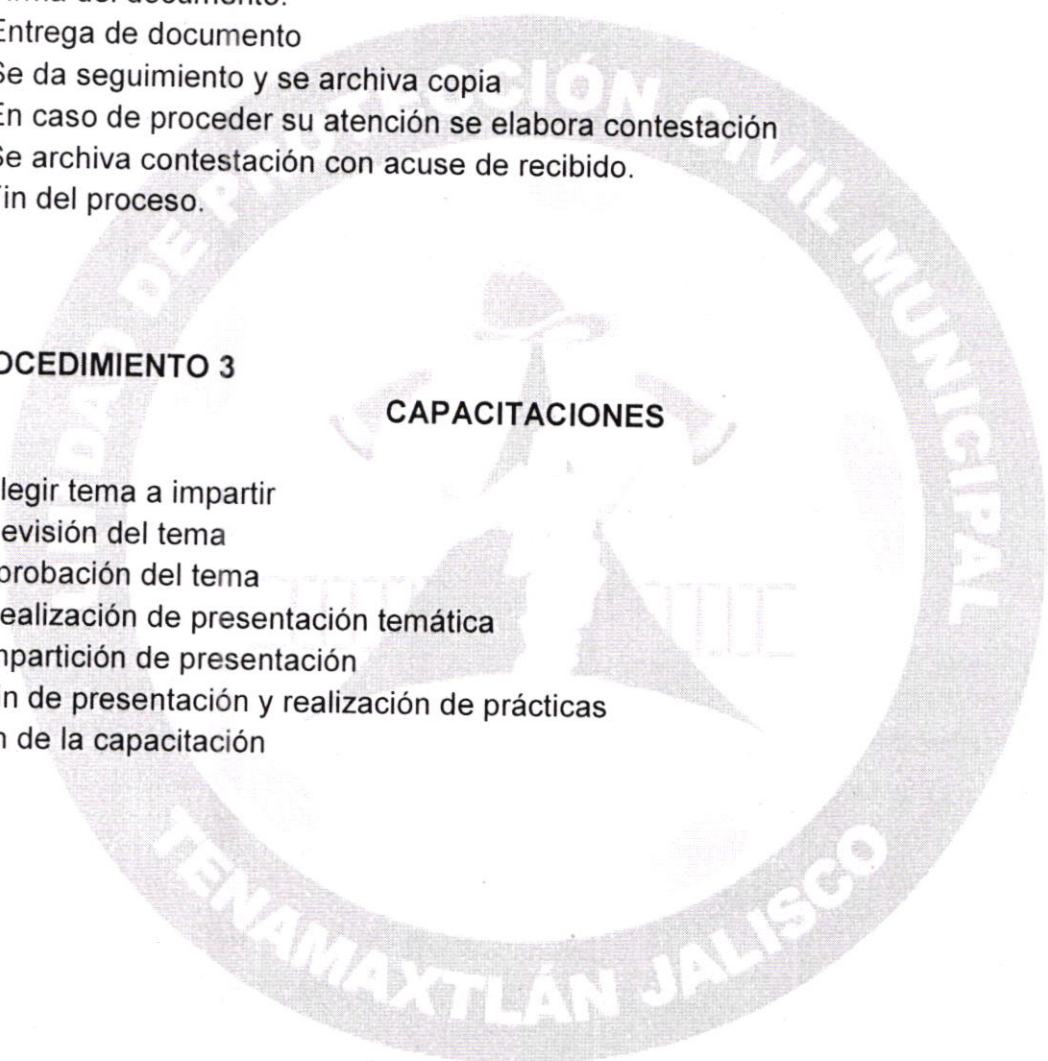 del documento.
Entrega de documento
Se da seguimiento y se archiva copia
En caso de proceder su atención se elabora contestación
Se archiva contestación con acuse de recibido.
in del proceso.
OCEDIMIENTO 3
CAPACITACIONES
legir tema a impartir
evisión del tema
probación del tema
ealización de presentación temática
mpartición de presentación
in de presentación y realización de prácticas
n de la capacitación
UNIDAD DE PROTECCIÓN CIVIL MUNICIPAL
TENAMAXTLÁN JALISCO